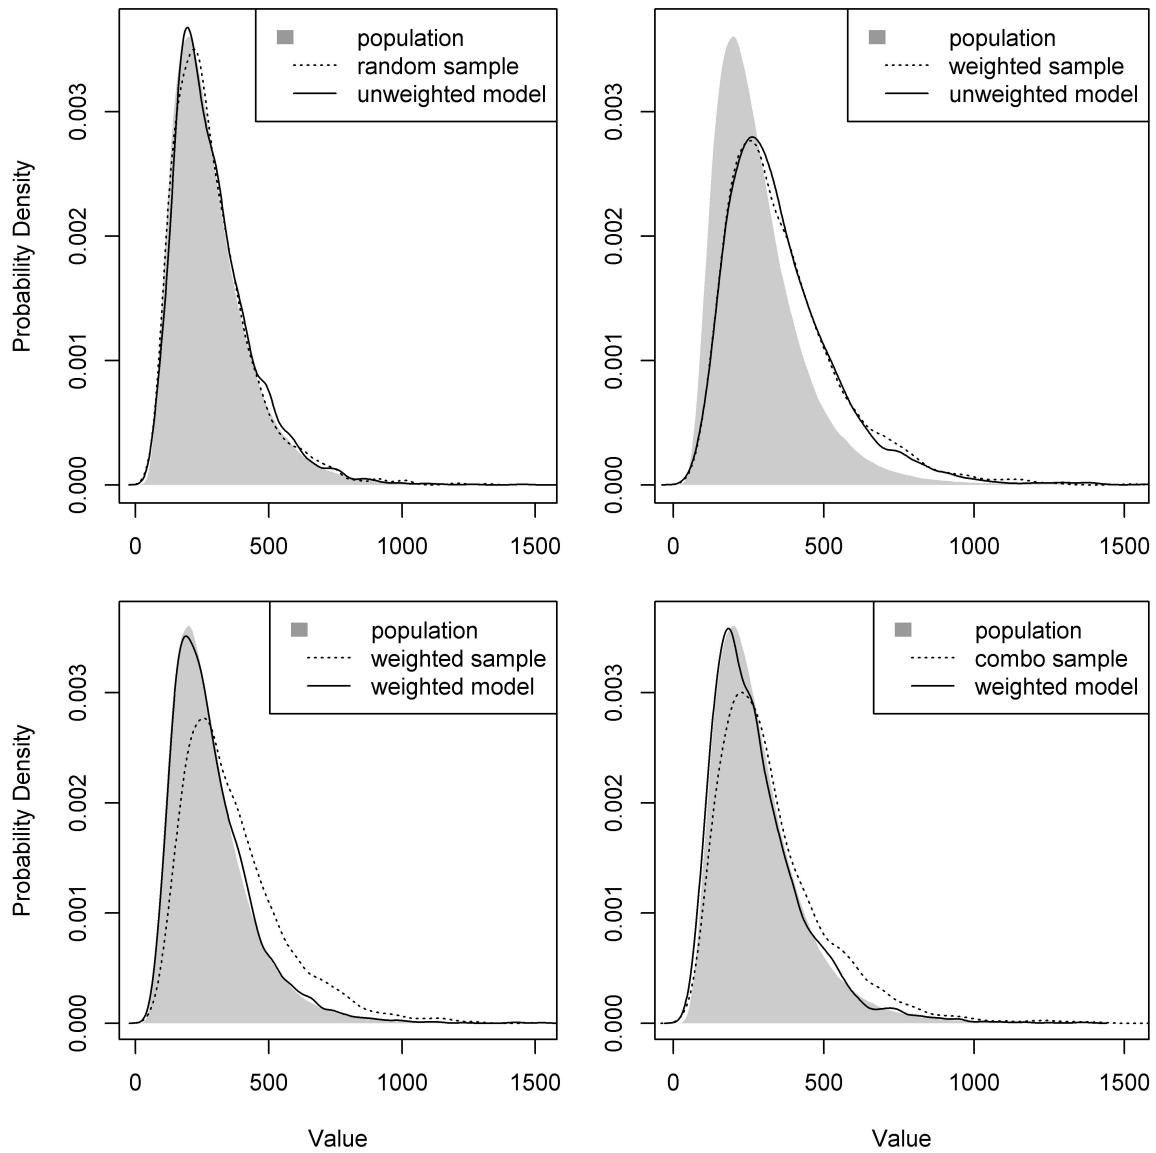 population
random sample
unweighted model
Probability Density
0.003
0.002
0.001
0.000
0 500 1000 1500
population
weighted sample
unweighted model
0.003
0.002
0.001
0.000
0 500 1000 1500
population
weighted sample
weighted model
Probability Density
0.003
0.002
0.001
0.000
0 500 1000 1500
Value
population
combo sample
weighted model
0.003
0.002
0.001
0.000
0 500 1000 1500
Value